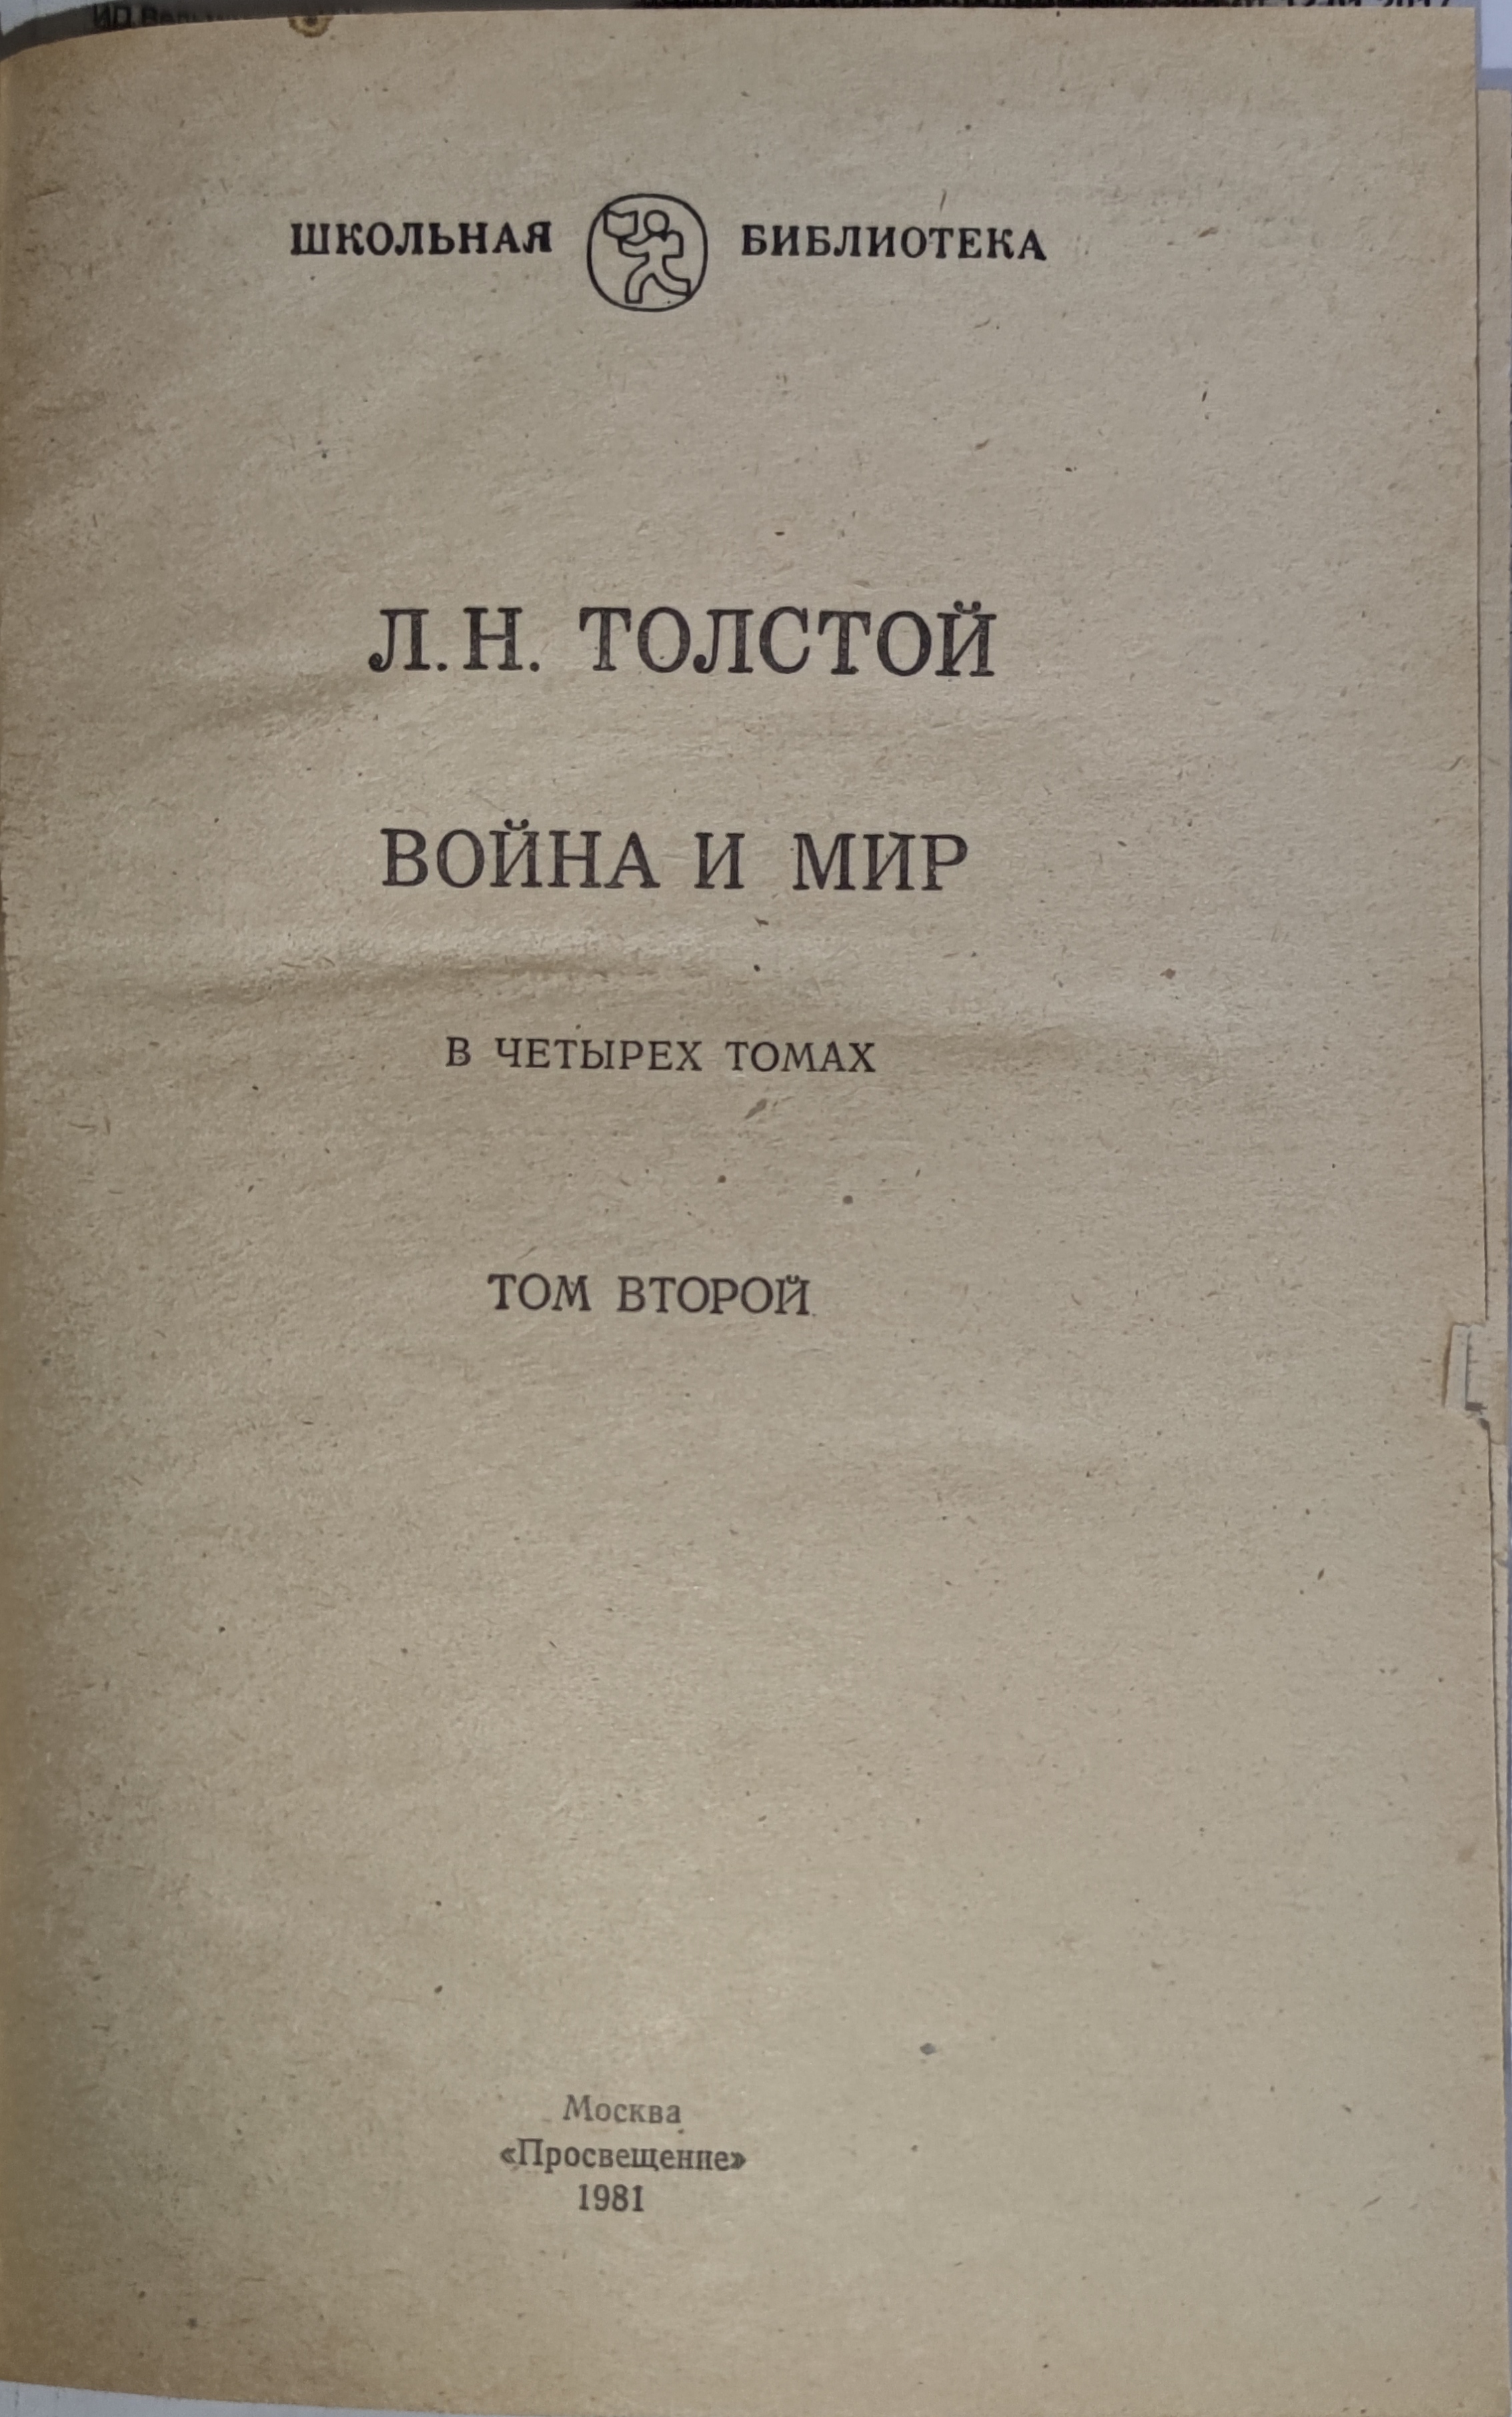 ШКОЛЬНАЯ БИБЛИОТЕКА
Л. Н. ТОЛСТОЙ
ВОЙНА И МИР
В ЧЕТЫРЕХ ТОМАХ
ТОМ ВТОРОЙ
Москва
«Просвещение»
1981